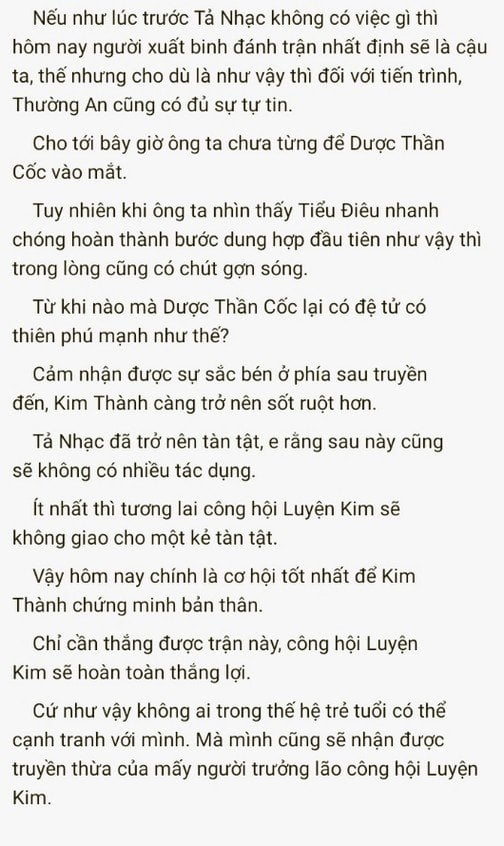 Nếu như lúc trước Tả Nhạc không có việc gì thì
hôm nay người xuất binh đánh trận nhất định sẽ là cậu
ta, thế nhưng cho dù là như vậy thì đối với tiến trình,
Thường An cũng có đủ sự tự tin.
Cho tới bây giờ ông ta chưa từng để Dược Thần
Cốc vào mắt.
Tuy nhiên khi ông ta nhìn thấy Tiểu Điêu nhanh
chóng hoàn thành bước dung hợp đầu tiên như vậy thì
trong lòng cũng có chút gợn sóng.
Từ khi nào mà Dược Thần Cốc lại có đệ tử có
thiên phú mạnh như thế?
Cảm nhận được sự sắc bén ở phía sau truyền
đến, Kim Thành càng trở nên sốt ruột hơn.
Tả Nhạc đã trở nên tàn tật, e rằng sau này cũng
sẽ không có nhiều tác dụng.
Ít nhất thì tương lai công hội Luyện Kim sẽ
không giao cho một kẻ tàn tật.
Vậy hôm nay chính là cơ hội tốt nhất để Kim
Thành chứng minh bản thân.
Chỉ cần thắng được trận này, công hội Luyện
Kim sẽ hoàn toàn thắng lợi.
Cứ như vậy không ai trong thế hệ trẻ tuổi có thể
cạnh tranh với mình. Mà mình cũng sẽ nhận được
truyền thừa của mấy người trưởng lão công hội Luyện
Kim.